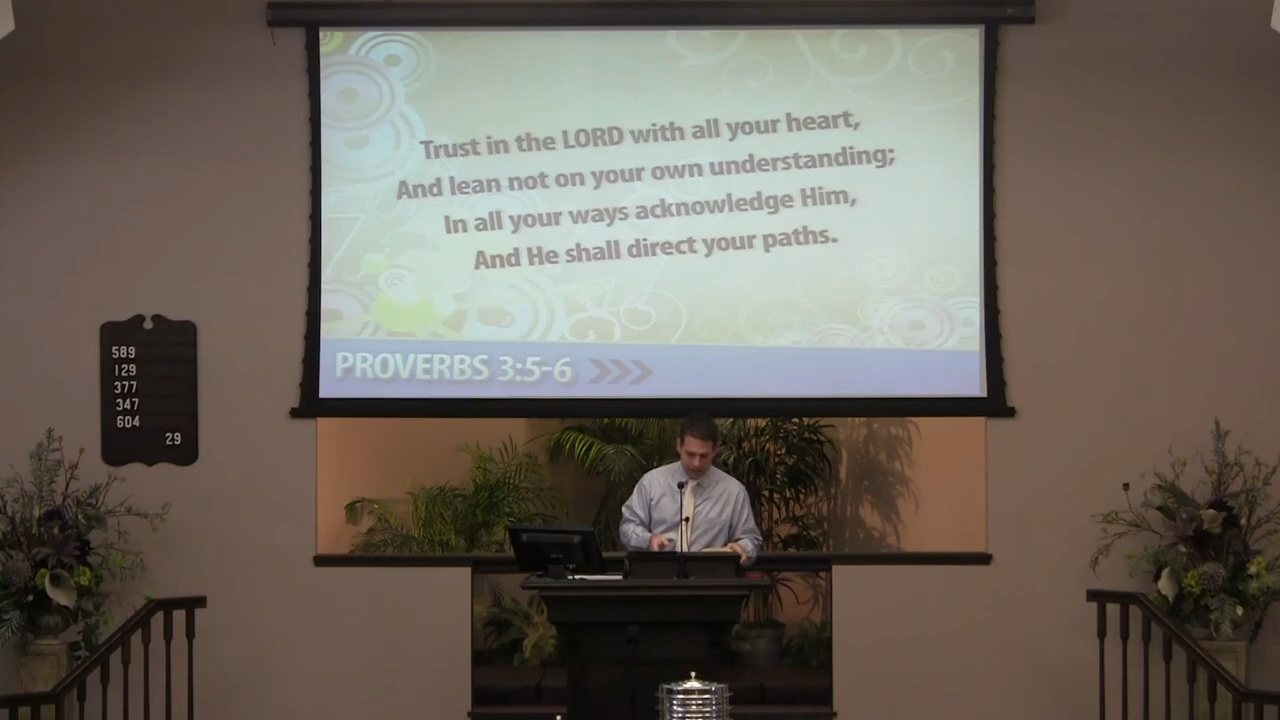 Trust in the LORD with all your heart,
And lean not on your own understanding;
In all your ways acknowledge Him,
And He shall direct your paths.
PROVERBS 3:5-6
589
129
377
347
604
29